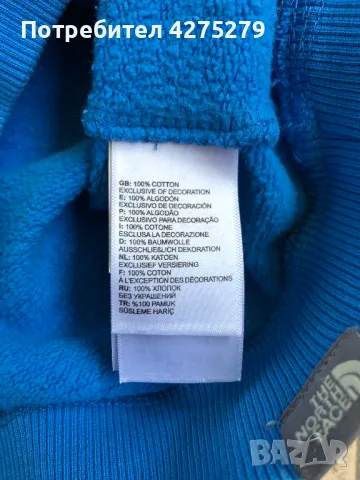 Потребител 4275279
GB: 100% COTTON
EXCLUSIVE OF DECORATION
E: 100% ALGODÓN
EXCLUSIVO DE DECORACIÓN
P: 100% ALGODÃO
EXCLUSIVO PARA DECORAÇÃO
I: 100% COTONE
ESCLUSA LA DECORAZIONE
D: 100% BAUMWOLLE
AUSSCHLIEßLICH DEKORATION
NL: 100% KATOEN
EXCLUSIEF VERSIERING
F: 100% COTON
À L'EXCEPTION DES DÉCORATIONS
RU: 100% ХЛОПОК
БЕЗ УКРАШЕНИЙ
TR: %100 PAMUK
SÜSLEME HARİÇ
THE
NORTH
FACE
BAZAR.BG